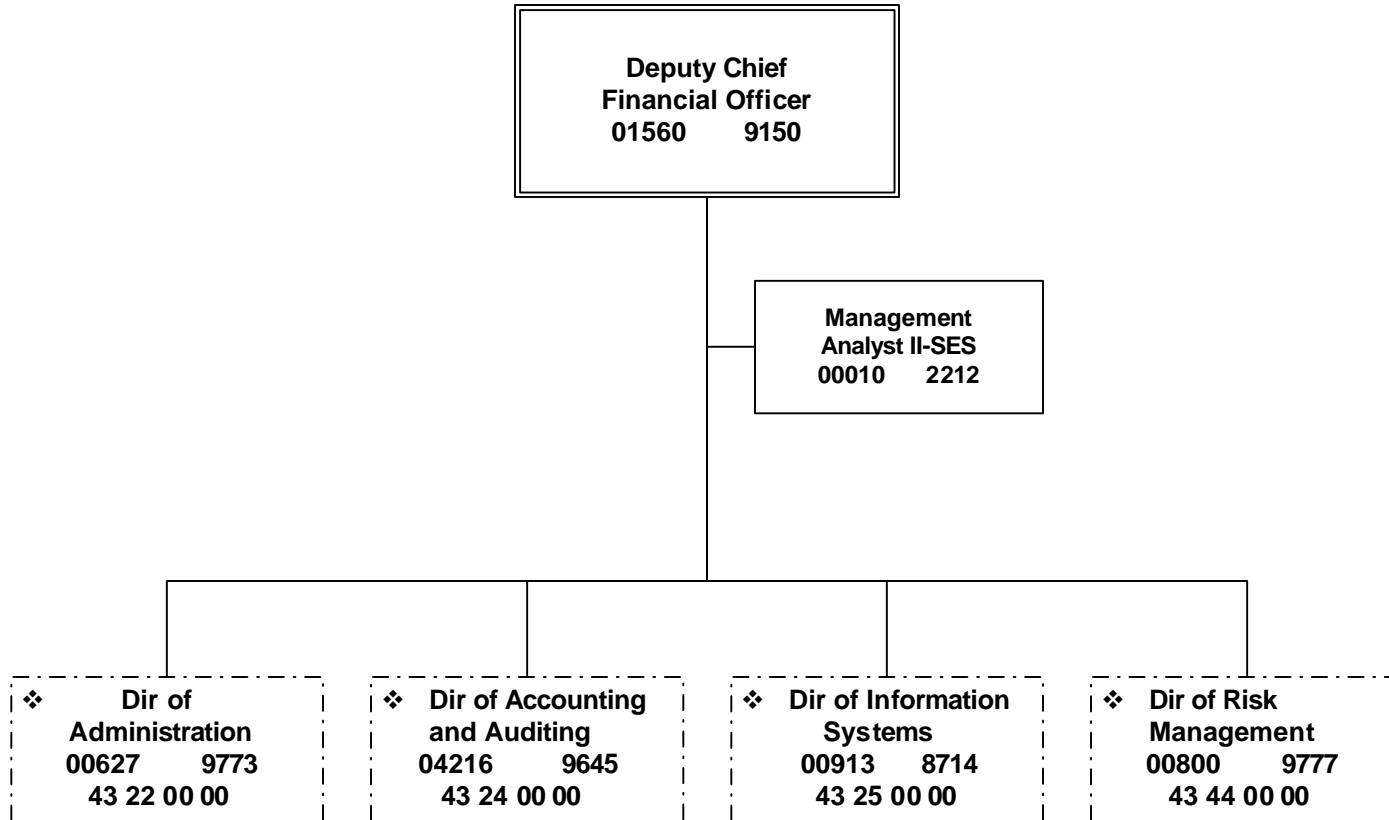 Deputy Chief
Financial Officer
01560 9150
Management
Analyst II-SES
00010 2212
❖ Dir of
Administration
00627 9773
43 22 00 00
❖ Dir of Accounting
and Auditing
04216 9645
43 24 00 00
❖ Dir of Information
Systems
00913 8714
43 25 00 00
❖ Dir of Risk
Management
00800 9777
43 44 00 00